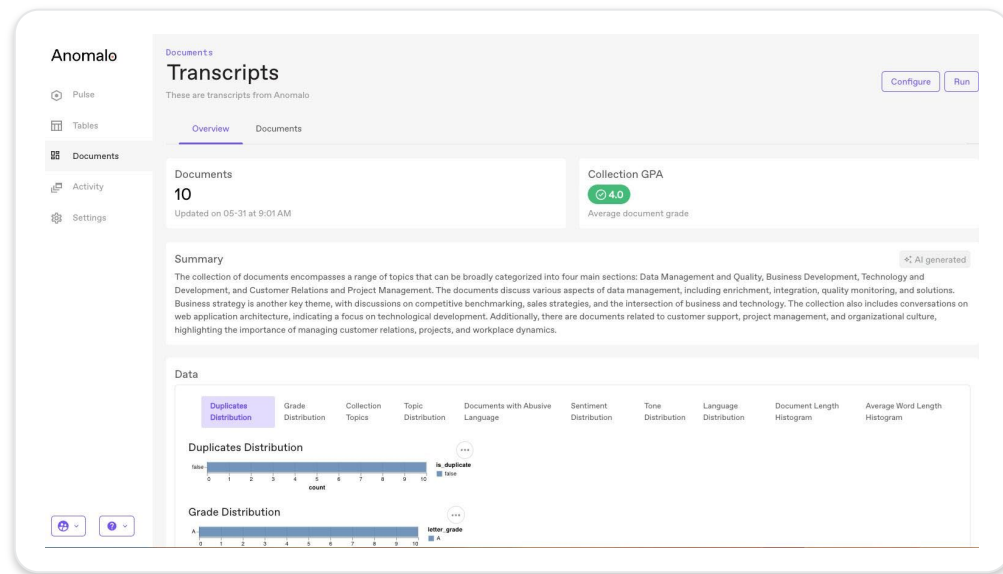 Anomalo
Pulse
Tables
Documents
Activity
Settings
Documents
Transcripts
These are transcripts from Anomalo
Configure
Run
Overview
Documents
Documents
10
Updated on 05-31 at 9:01 AM
Collection GPA
4.0
Average document grade
Summary
AI generated
The collection of documents encompasses a range of topics that can be broadly categorized into four main sections: Data Management and Quality, Business Development, Technology and
Development, and Customer Relations and Project Management. The documents discuss various aspects of data management, including enrichment, integration, quality monitoring, and solutions.
Business strategy is another key theme, with discussions on competitive benchmarking, sales strategies, and the intersection of business and technology. The collection also includes conversations on
web application architecture, indicating a focus on technological development. Additionally, there are documents related to customer support, project management, and organizational culture,
highlighting the importance of managing customer relations, projects, and workplace dynamics.
Data
Duplicates
Distribution
Grade
Distribution
Collection
Topics
Topic
Distribution
Documents with Abusive
Language
Sentiment
Distribution
Tone
Distribution
Language
Distribution
Document Length
Histogram
Average Word Length
Histogram
Duplicates Distribution
false
0 1 2 3 4 5 6 7 8 9 10
count
is_duplicate
false
Grade Distribution
A
0 1 2 3 4 5 6 7 8 9 10
letter_grade
A